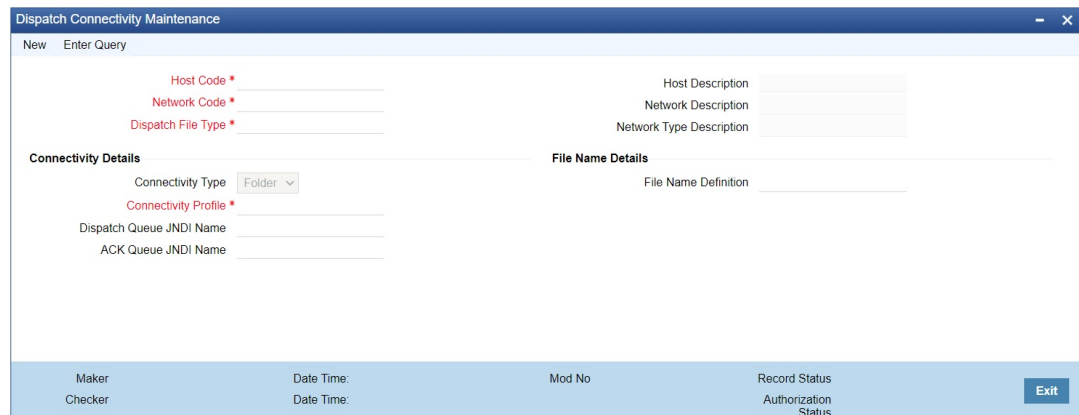 Dispatch Connectivity Maintenance
New Enter Query
Host Code * Host Description
Network Code * Network Description
Dispatch File Type * Network Type Description
Connectivity Details File Name Details
Connectivity Type Folder File Name Definition
Connectivity Profile *
Dispatch Queue JNDI Name
ACK Queue JNDI Name
Maker Date Time: Mod No Record Status Exit
Checker Date Time: Authorization
Status